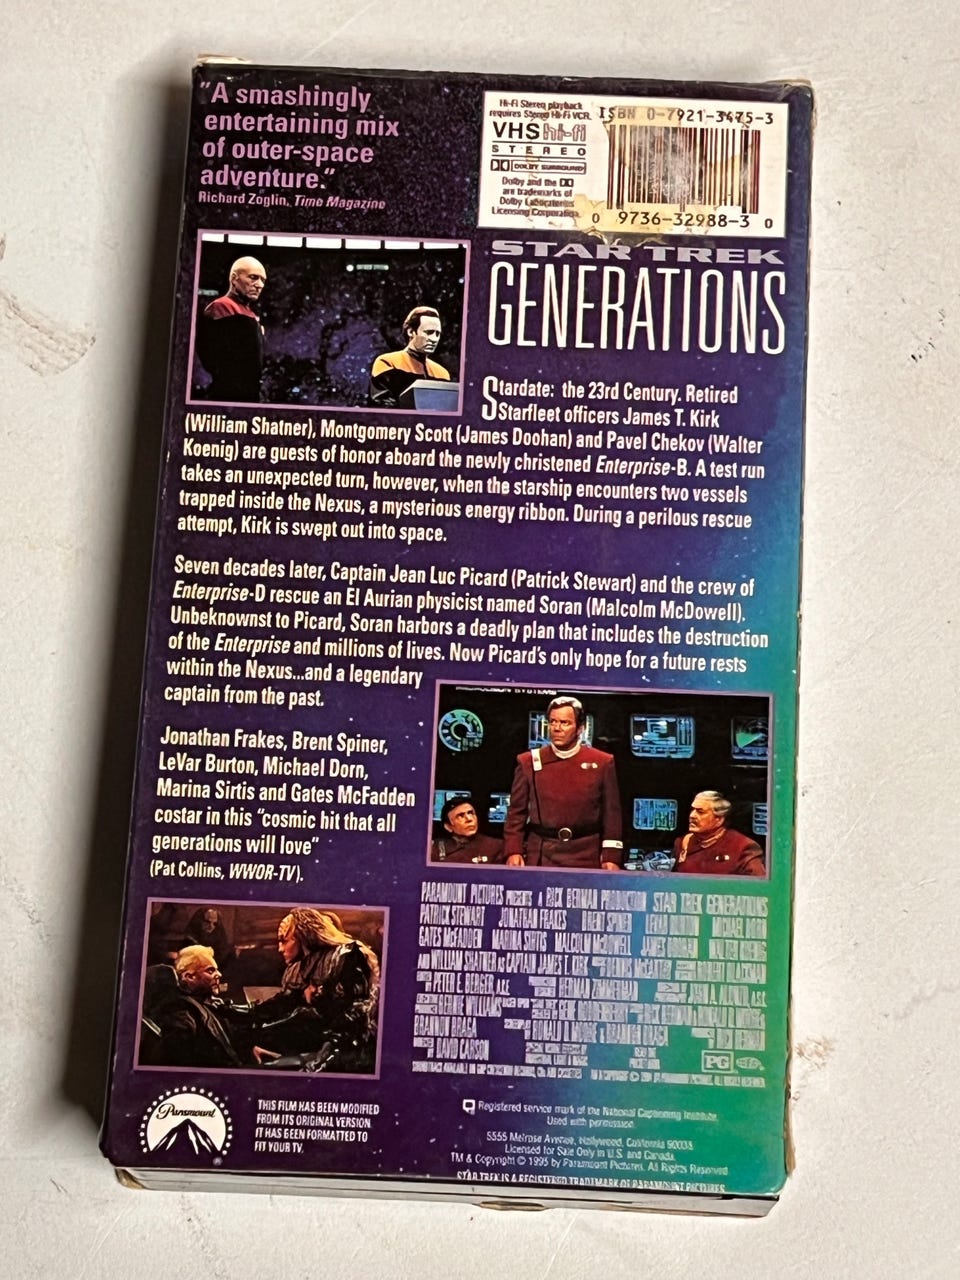 "A smashingly
entertaining mix
of outer-space
adventure."
Richard Zoglin, Time Magazine
Hi-Fi Stereo playback
requires Stereo Hi-Fi VCR.
VHS hi-fi
STEREO
DOLBY SURROUND
Dolby and the
are trademarks of
Dolby Laboratories
Licensing Corporation.
ISBN 0-7921-3475-3
0 9736-32988-3 0
STAR TREK
GENERATIONS
Stardate: the 23rd Century. Retired
Starfleet officers James T. Kirk
(William Shatner), Montgomery Scott (James Doohan) and Pavel Chekov (Walter
Koenig) are guests of honor aboard the newly christened Enterprise-B. A test run
takes an unexpected turn, however, when the starship encounters two vessels
trapped inside the Nexus, a mysterious energy ribbon. During a perilous rescue
attempt, Kirk is swept out into space.
Seven decades later, Captain Jean Luc Picard (Patrick Stewart) and the crew of
Enterprise-D rescue an El Aurian physicist named Soran (Malcolm McDowell).
Unbeknownst to Picard, Soran harbors a deadly plan that includes the destruction
of the Enterprise and millions of lives. Now Picard's only hope for a future rests
within the Nexus...and a legendary
captain from the past.
Jonathan Frakes, Brent Spiner,
LeVar Burton, Michael Dorn,
Marina Sirtis and Gates McFadden
costar in this "cosmic hit that all
generations will love"
(Pat Collins, WWOR-TV).
PARAMOUNT PICTURES PRESENTS A RICK BERMAN PRODUCTION STAR TREK GENERATIONS
PATRICK STEWART JONATHAN FRAKES BRENT SPINER LEVAR BURTON MICHAEL DORN
GATES McFADDEN MARINA SIRTIS MALCOLM McDOWELL JAMES DOOHAN WALTER KOENIG
AND WILLIAM SHATNER AS CAPTAIN JAMES T. KIRK
PETER E. BERGER, A.C.E. HERMAN ZIMMERMAN JOHN A. ALONZO, A.S.C.
BERNIE WILLIAMS
BRANNON BRAGA RONALD D. MOORE & BRANNON BRAGA
DAVID CARSON
PG
Paramount
THIS FILM HAS BEEN MODIFIED
FROM ITS ORIGINAL VERSION.
IT HAS BEEN FORMATTED TO
FIT YOUR TV.
Registered service mark of the National Captioning Institute.
Used with permission.
5555 Melrose Avenue, Hollywood, California 90038
Licensed for Sale Only in U.S. and Canada.
TM & Copyright © 1995 by Paramount Pictures. All Rights Reserved.
STAR TREK IS A REGISTERED TRADEMARK OF PARAMOUNT PICTURES